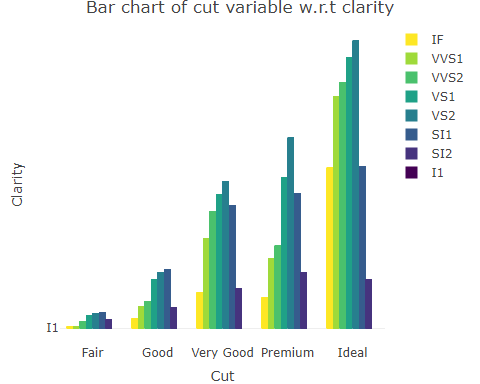 Bar chart of cut variable w.r.t clarity
IF
VVS1
VVS2
VS1
VS2
SI1
SI2
I1
Clarity
I1
Fair Good Very Good Premium Ideal
Cut